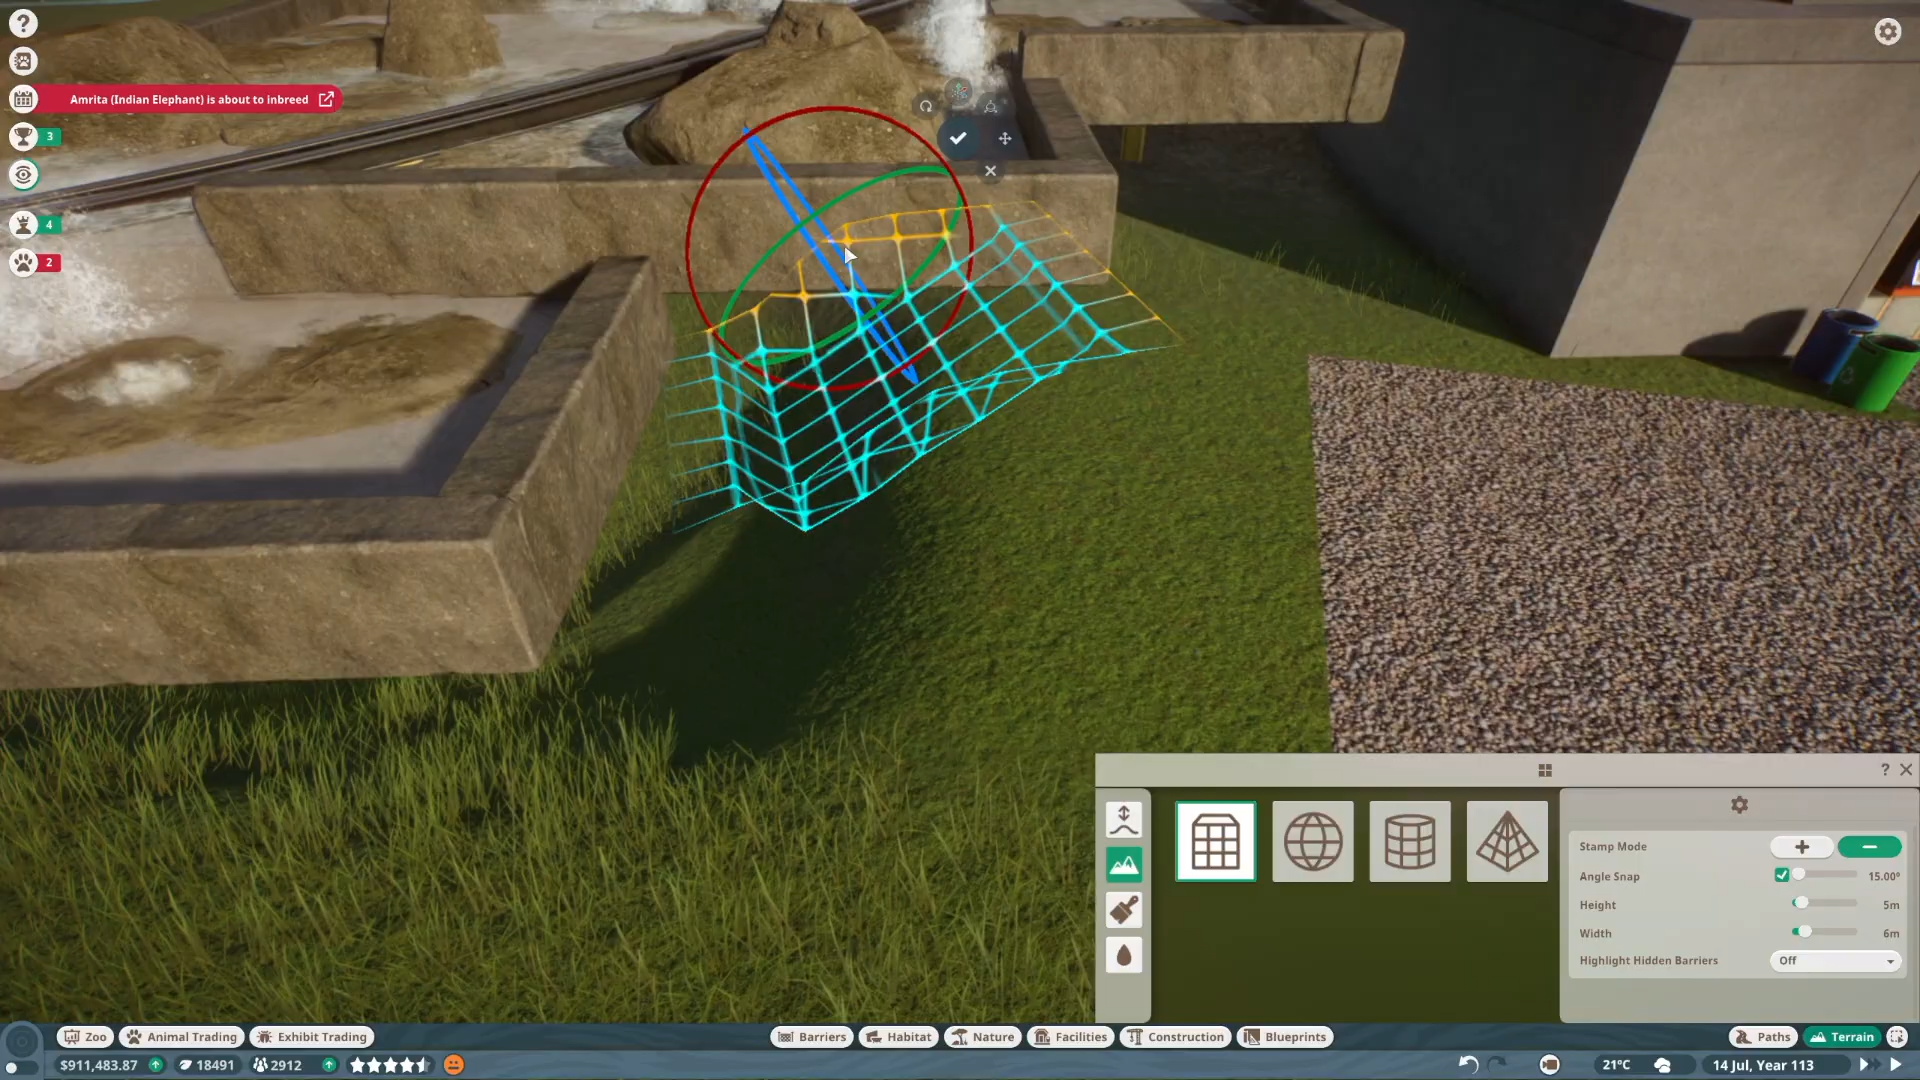 Amrita (Indian Elephant) is about to inbreed
3
4
2
Stamp Mode
Angle Snap 15.00°
Height 5m
Width 6m
Highlight Hidden Barriers Off
Zoo Animal Trading Exhibit Trading Barriers Habitat Nature Facilities Construction Blueprints Paths Terrain
$911,483.87 18491 2912 21°C 14 Jul, Year 113